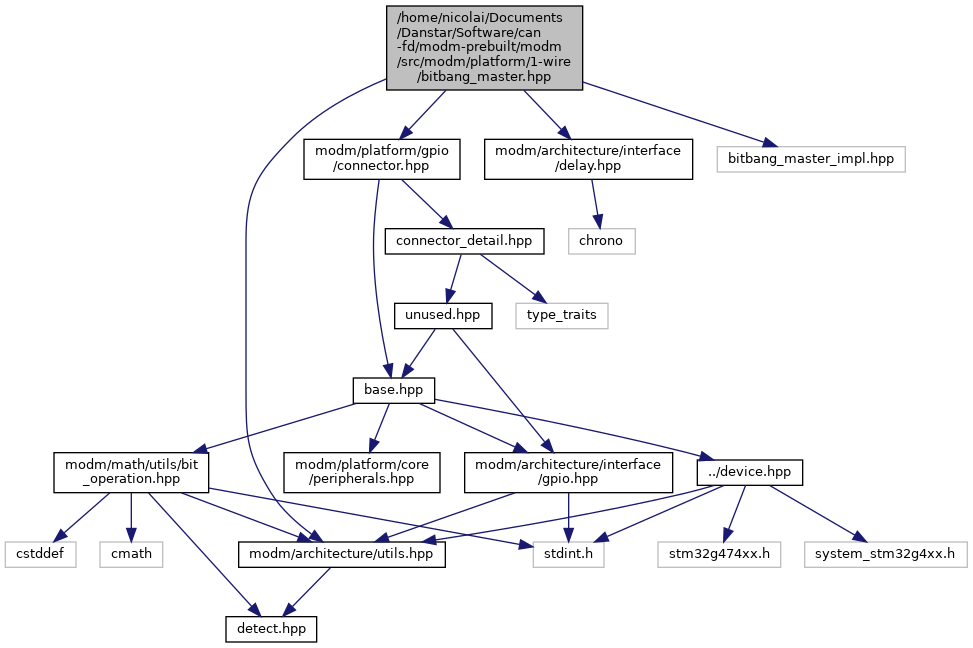 /home/nicolai/Documents
/Danstar/Software/can
-fd/modm-prebuilt/modm
/src/modm/platform/1-wire
/bitbang_master.hpp
modm/platform/gpio
/connector.hpp
modm/architecture/interface
/delay.hpp
bitbang_master_impl.hpp
connector_detail.hpp
chrono
unused.hpp
type_traits
base.hpp
modm/math/utils/bit
_operation.hpp
modm/platform/core
/peripherals.hpp
modm/architecture/interface
/gpio.hpp
../device.hpp
cstddef
cmath
modm/architecture/utils.hpp
stdint.h
stm32g474xx.h
system_stm32g4xx.h
detect.hpp